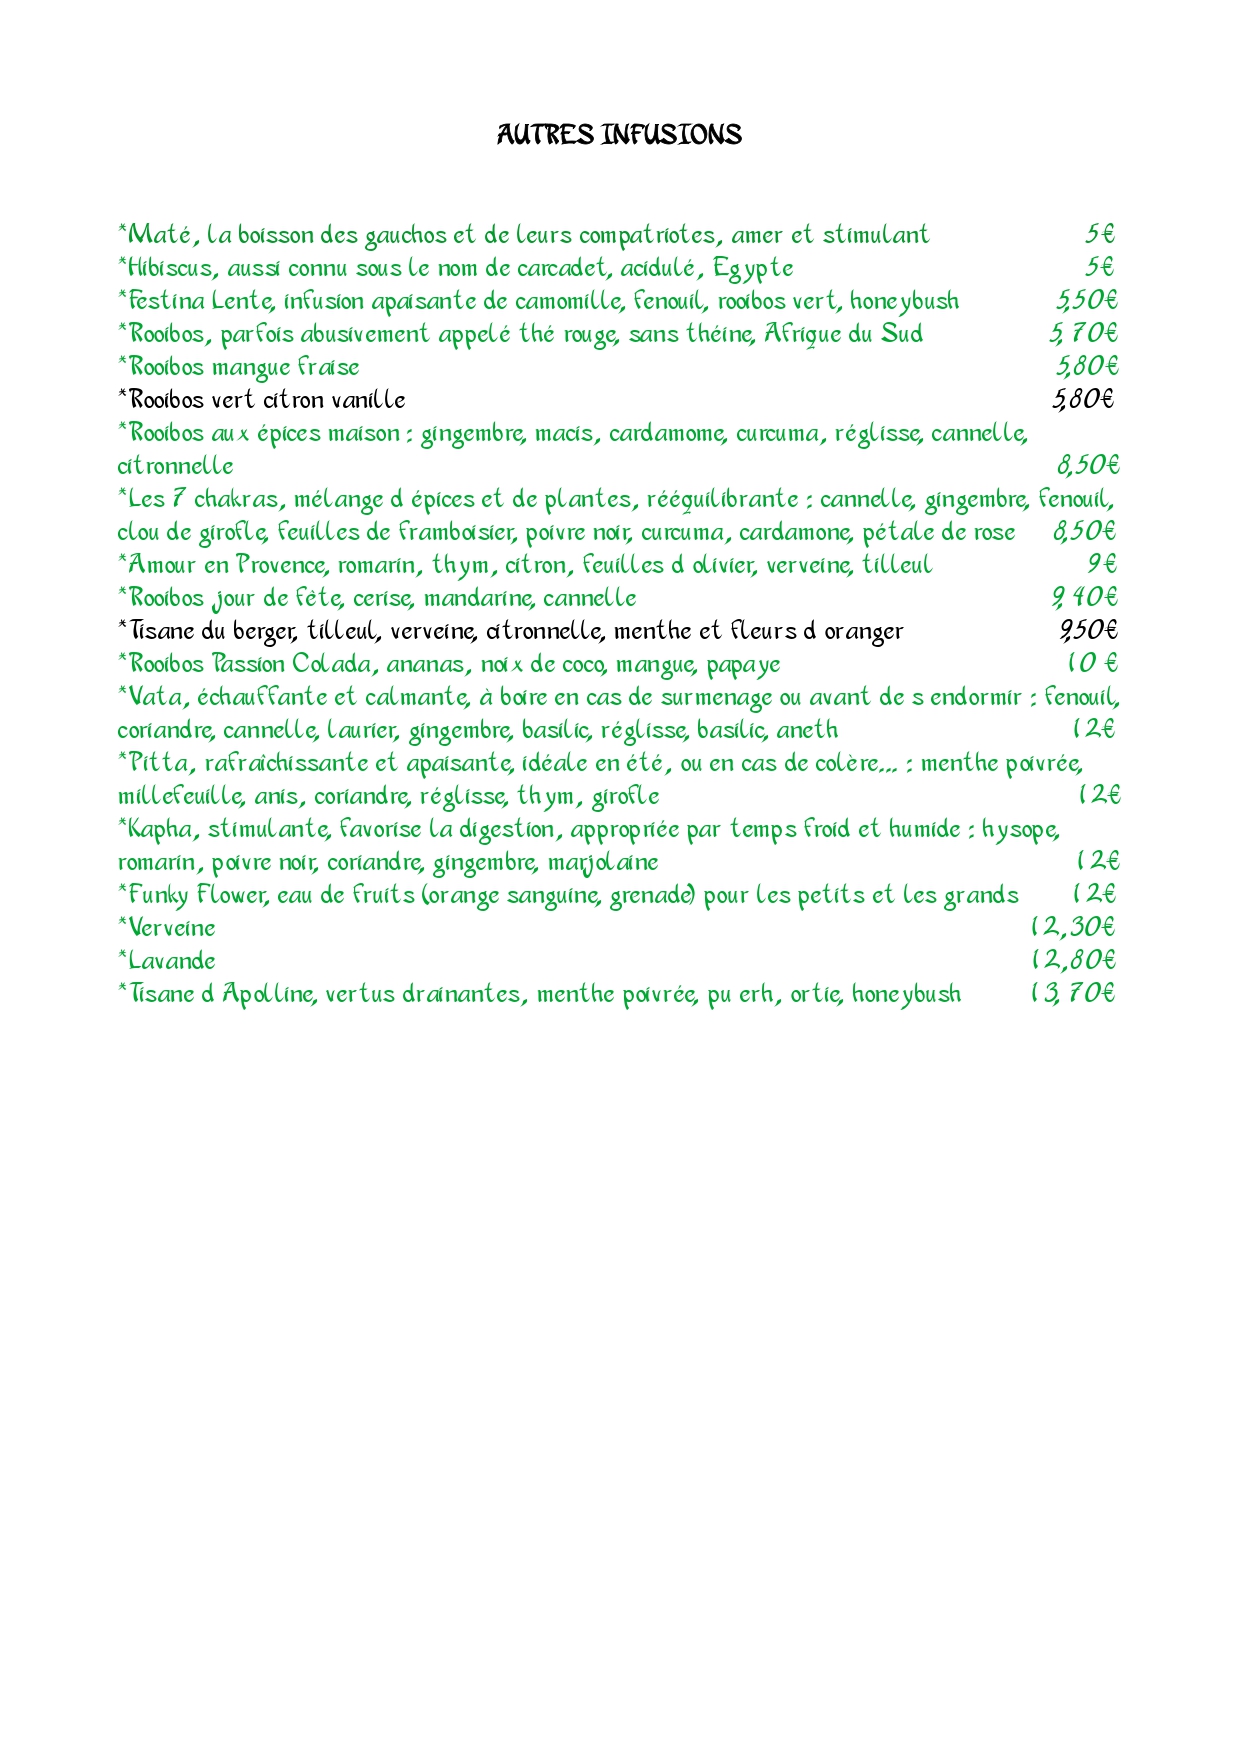 AUTRES INFUSIONS
*Maté, la boisson des gauchos et de leurs compatriotes, amer et stimulant 5€
*Hibiscus, aussi connu sous le nom de carcadet, acidulé, Egypte 5€
*Festina Lente, infusion apaisante de camomille, fenouil, rooibos vert, honeybush 5,50€
*Rooibos, parfois abusivement appelé thé rouge, sans théine, Afrique du Sud 5,70€
*Rooibos mangue fraise 5,80€
*Rooibos vert citron vanille 5,80€
*Rooibos aux épices maison : gingembre, macis, cardamome, curcuma, réglisse, cannelle,
citronnelle 8,50€
*Les 7 chakras, mélange d épices et de plantes, rééquilibrante : cannelle, gingembre, fenouil,
clou de girofle, feuilles de framboisier, poivre noir, curcuma, cardamone, pétale de rose 8,50€
*Amour en Provence, romarin, thym, citron, feuilles d olivier, verveine, tilleul 9€
*Rooibos jour de fête, cerise, mandarine, cannelle 9,40€
*Tisane du berger, tilleul, verveine, citronnelle, menthe et fleurs d oranger 9,50€
*Rooibos Passion Colada, ananas, noix de coco, mangue, papaye 10 €
*Vata, échauffante et calmante, à boire en cas de surmenage ou avant de s endormir : fenouil,
coriandre, cannelle, laurier, gingembre, basilic, réglisse, basilic, aneth 12€
*Pitta, rafraîchissante et apaisante, idéale en été, ou en cas de colère... : menthe poivrée,
millefeuille, anis, coriandre, réglisse, thym, girofle 12€
*Kapha, stimulante, favorise la digestion, appropriée par temps froid et humide : hysope,
romarin, poivre noir, coriandre, gingembre, marjolaine 12€
*Funky Flower, eau de fruits (orange sanguine, grenade) pour les petits et les grands 12€
*Verveine 12,30€
*Lavande 12,80€
*Tisane d Apolline, vertus drainantes, menthe poivrée, pu erh, ortie, honeybush 13,70€